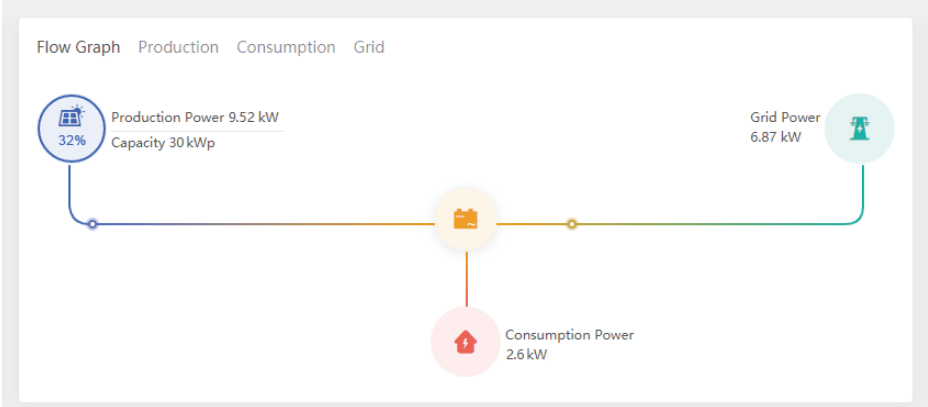 Flow Graph Production Consumption Grid
Production Power 9.52 kW
32%
Capacity 30 kWp
Grid Power
6.87 kW
Consumption Power
2.6 kW